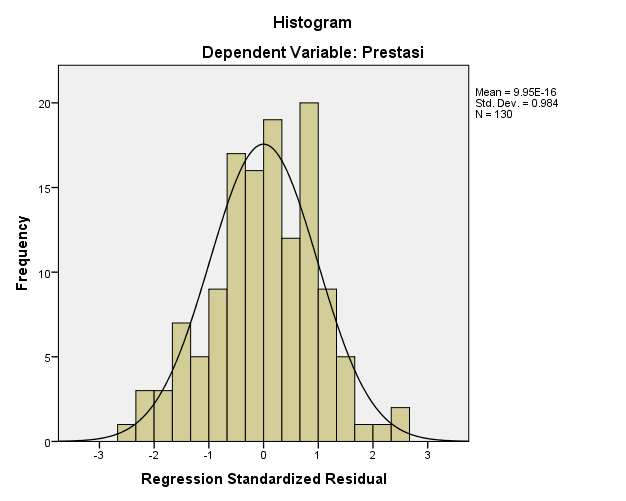 Histogram
Dependent Variable: Prestasi
Mean = 9.95E-16
Std. Dev. = 0.984
N = 130
Frequency
20
15
10
5
0
-3 -2 -1 0 1 2 3
Regression Standardized Residual